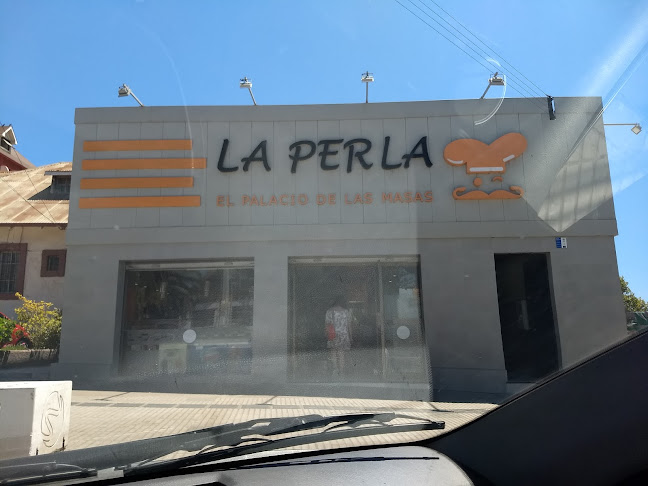 LA PERLA
EL PALACIO DE LAS MASAS